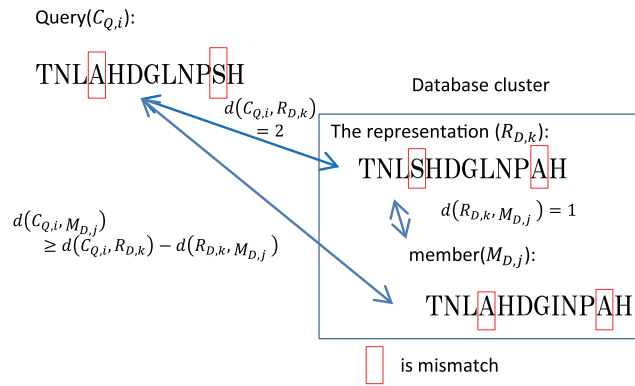 Query(C_{Q,i}):
TNLAHDGLNPSH
Database cluster
d(C_{Q,i}, R_{D,k})
= 2
The representation (R_{D,k}):
TNLSHDGLNPAH
d(R_{D,k}, M_{D,j}) = 1
d(C_{Q,i}, M_{D,j})
≥ d(C_{Q,i}, R_{D,k}) − d(R_{D,k}, M_{D,j})
member(M_{D,j}):
TNLAHDGINPAH
is mismatch